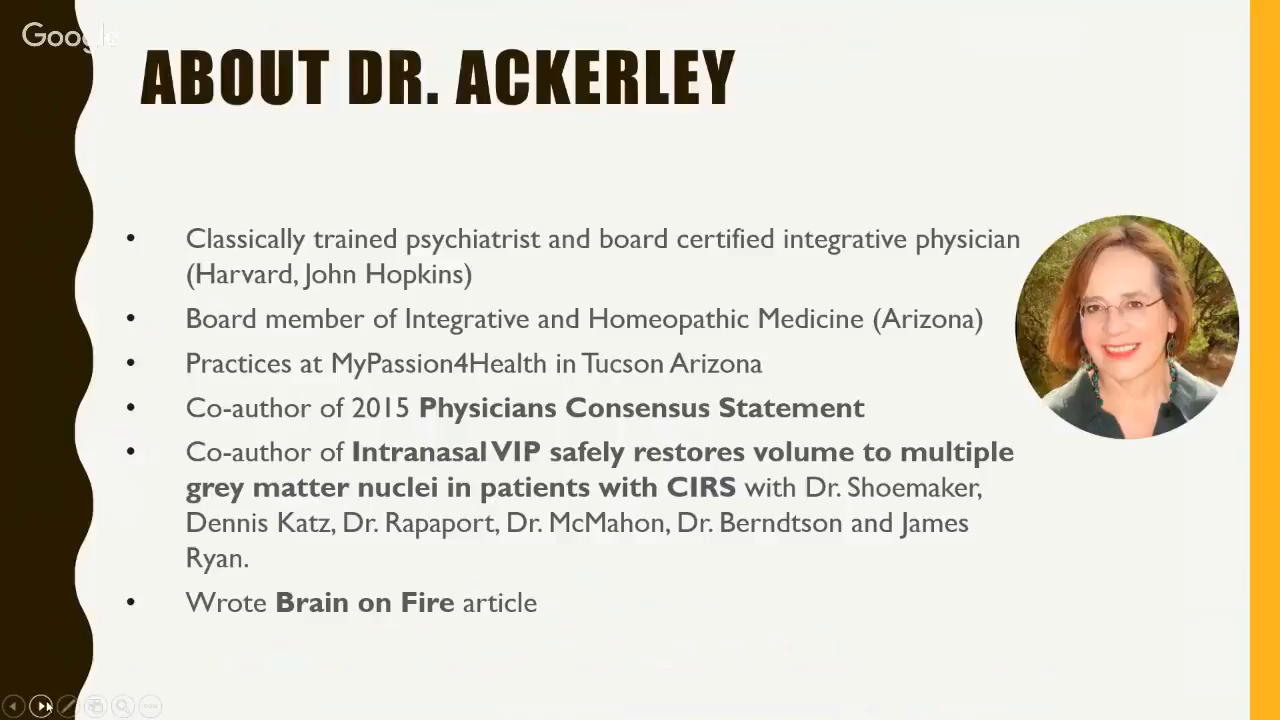 Google
ABOUT DR. ACKERLEY
• Classically trained psychiatrist and board certified integrative physician
(Harvard, John Hopkins)
• Board member of Integrative and Homeopathic Medicine (Arizona)
• Practices at MyPassion4Health in Tucson Arizona
• Co-author of 2015 Physicians Consensus Statement
• Co-author of Intranasal VIP safely restores volume to multiple
grey matter nuclei in patients with CIRS with Dr. Shoemaker,
Dennis Katz, Dr. Rapaport, Dr. McMahon, Dr. Berndtson and James
Ryan.
• Wrote Brain on Fire article